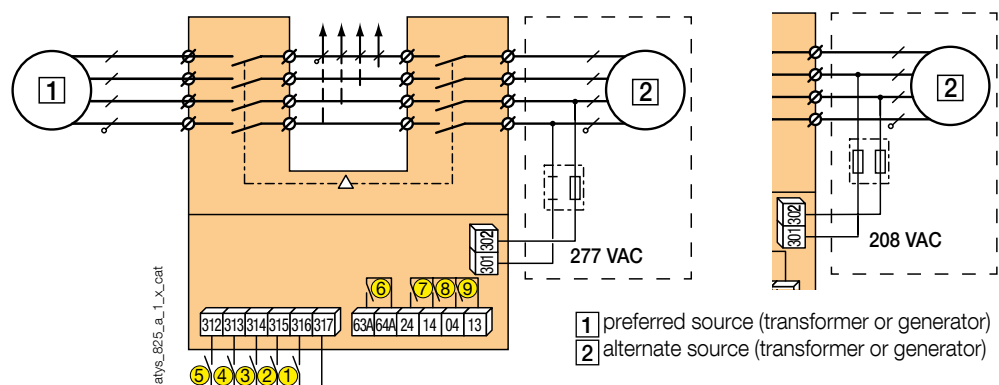 1
2
2
302
301
277 VAC
302
301
208 VAC
6
7
8
9
312 313 314 315 316 317
63A 64A 24 14 04 13
5 4 3 2 1
atys_825_a_1_x_cat
1 preferred source (transformer or generator)
2 alternate source (transformer or generator)